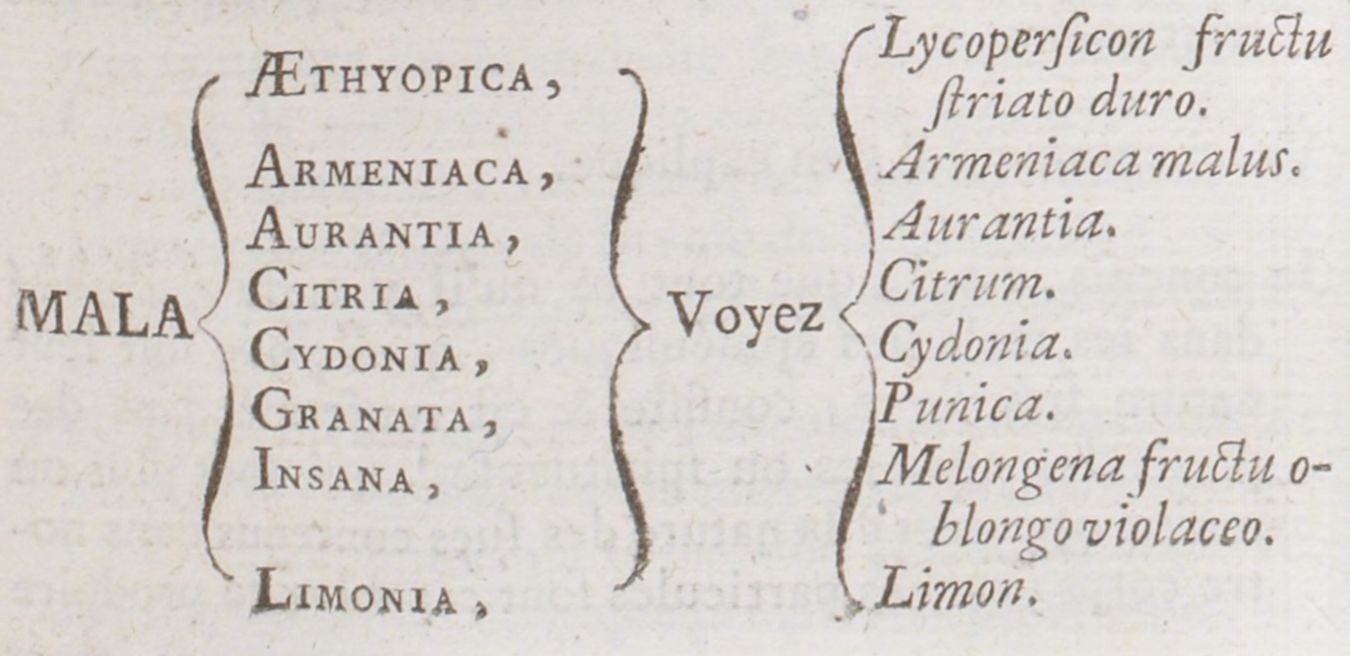 MALA
ÆTHYOPICA,
ARMENIACA,
AURANTIA,
CITRIA,
CYDONIA,
GRANATA,
INSANA,
LIMONIA,
Voyez
Lycoperſicon fructu
ſtriato duro.
Armeniaca malus.
Aurantia.
Citrum.
Cydonia.
Punica.
Melongena fructu o-
blongo violaceo.
Limon.